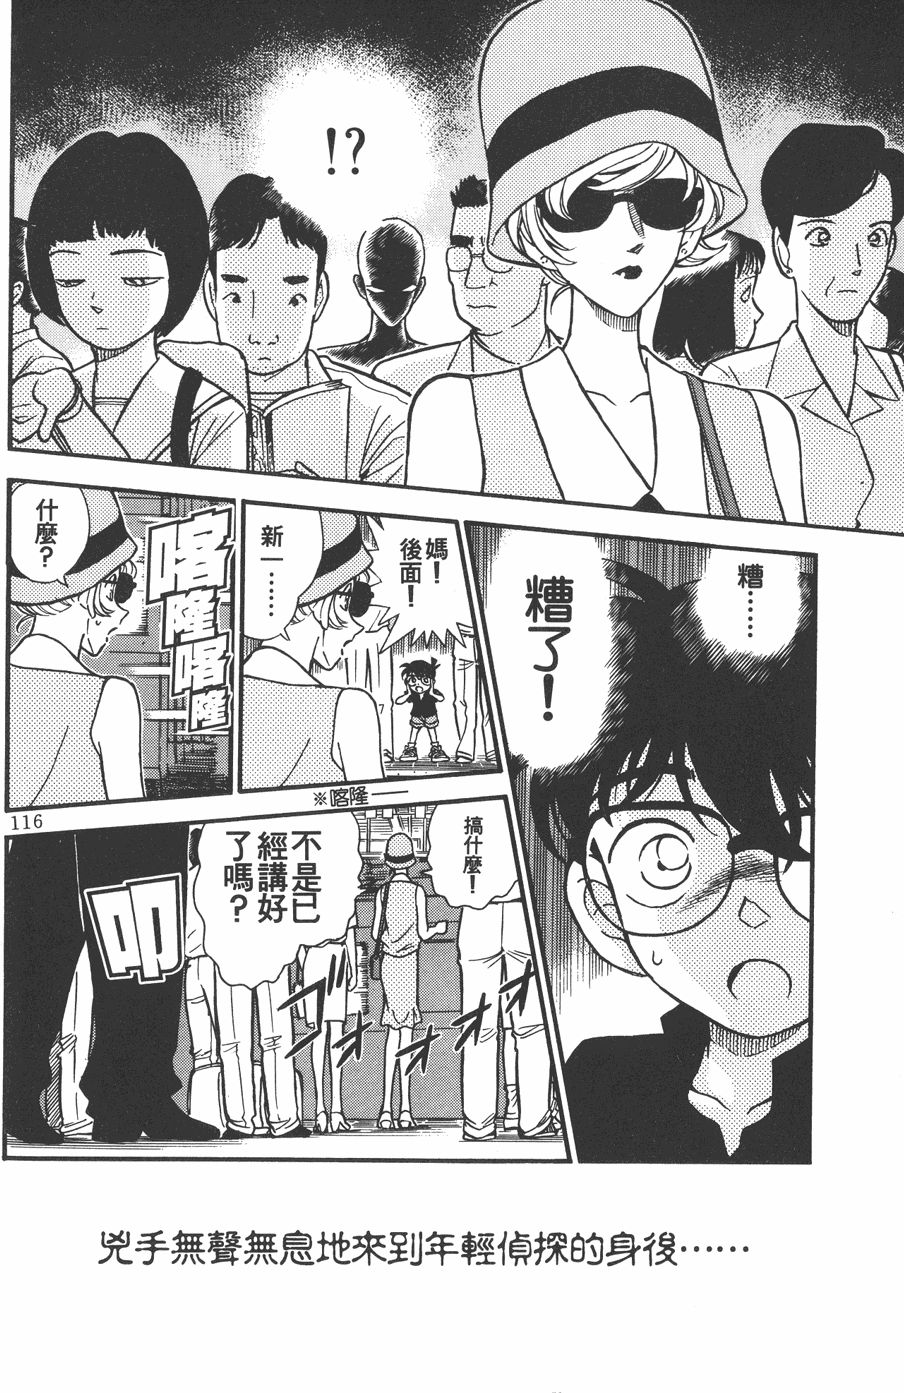 !?
糟……
糟了！
媽！
後面！
新一……
喀隆喀隆
什麼？
※喀隆——
116
搞什麼！
不是已
經講好
了嗎？
ゴオオオオ
叩
兇手無聲無息地來到年輕偵探的身後……